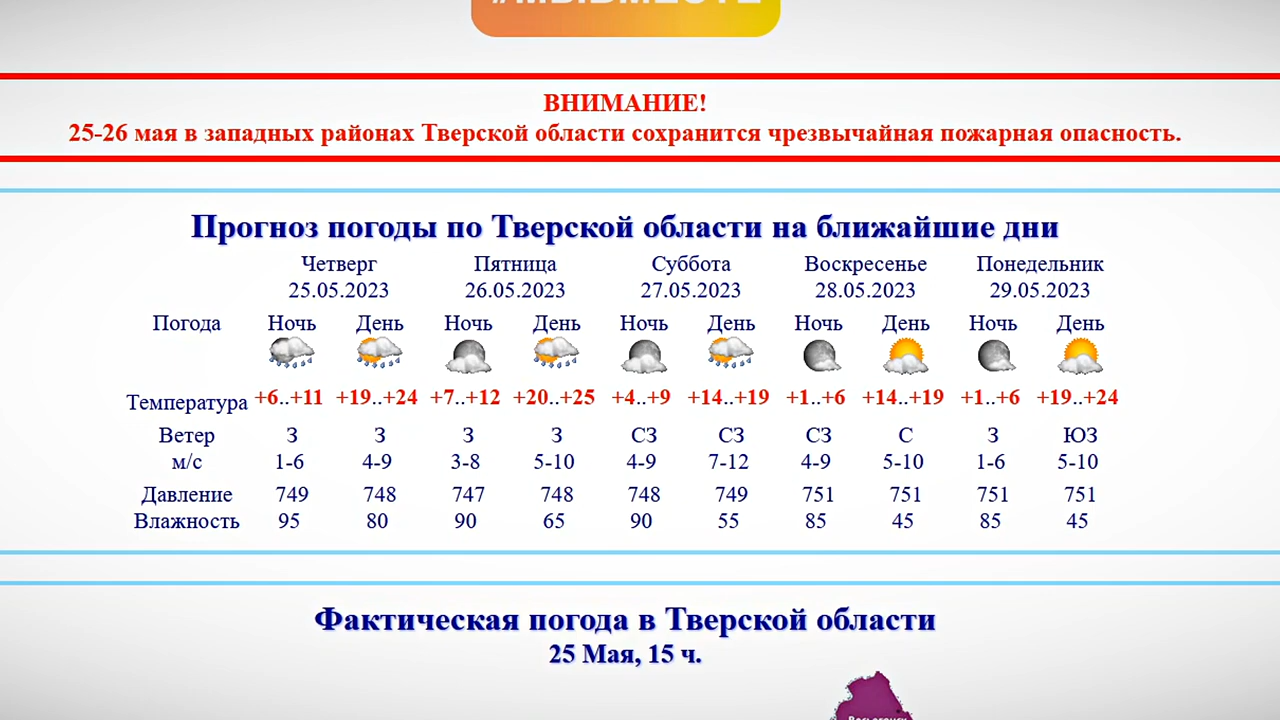 #МЫВМЕСТЕ
ВНИМАНИЕ!
25-26 мая в западных районах Тверской области сохранится чрезвычайная пожарная опасность.
Прогноз погоды по Тверской области на ближайшие дни
Четверг Пятница Суббота Воскресенье Понедельник
25.05.2023 26.05.2023 27.05.2023 28.05.2023 29.05.2023
Погода Ночь День Ночь День Ночь День Ночь День Ночь День
Температура +6..+11 +19..+24 +7..+12 +20..+25 +4..+9 +14..+19 +1..+6 +14..+19 +1..+6 +19..+24
Ветер З З З З СЗ СЗ СЗ С З ЮЗ
м/с 1-6 4-9 3-8 5-10 4-9 7-12 4-9 5-10 1-6 5-10
Давление 749 748 747 748 748 749 751 751 751 751
Влажность 95 80 90 65 90 55 85 45 85 45
Фактическая погода в Тверской области
25 Мая, 15 ч.